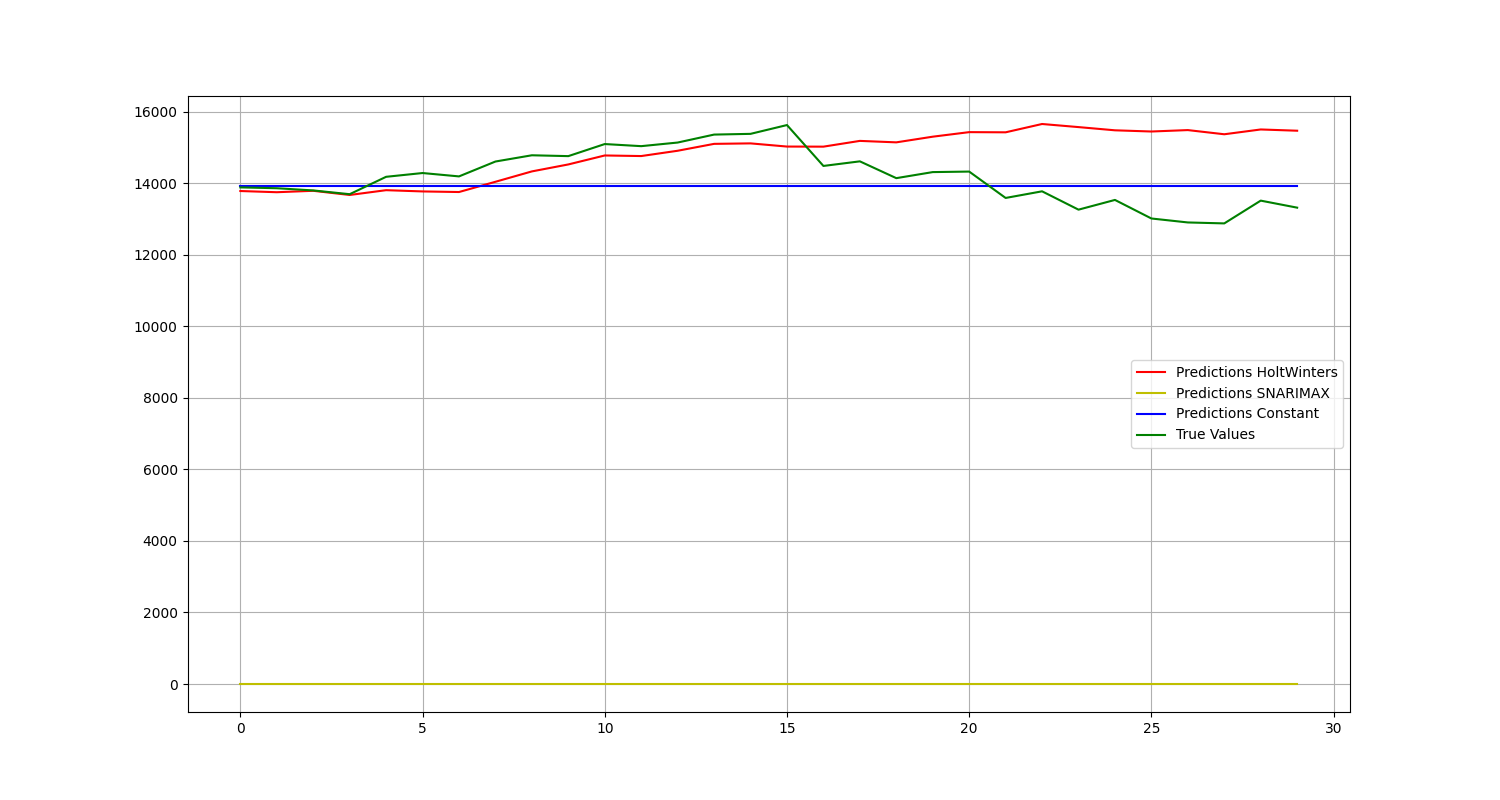 16000
14000
12000
10000
8000
6000
4000
2000
0
Predictions HoltWinters
Predictions SNARIMAX
Predictions Constant
True Values
0 5 10 15 20 25 30